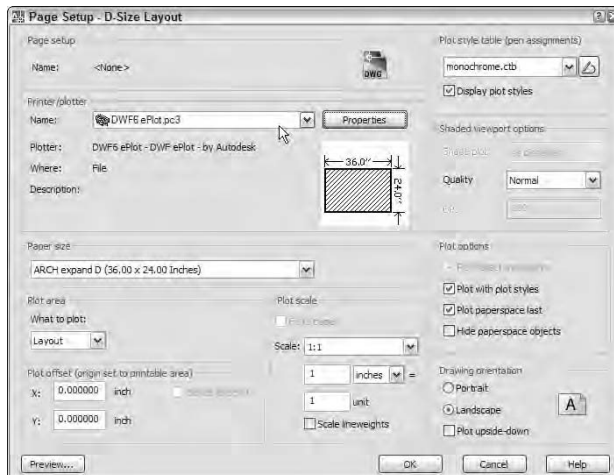 Page Setup - D-Size Layout
Page setup
Name: <None>
DWG
Printer/plotter
Name: DWF6 ePlot.pc3
Properties
Plotter: DWF6 ePlot - DWF ePlot - by Autodesk
Where: File
Description:
36.0''
24.0''
Paper size
ARCH expand D (36.00 x 24.00 Inches)
Plot area
What to plot:
Layout
Plot offset (origin set to printable area)
X: 0.000000 inch
Y: 0.000000 inch
Plot scale
Scale: 1:1
1 inches =
1 unit
Scale lineweights
Plot style table (pen assignments)
monochrome.ctb
Display plot styles
Shaded viewport options
Quality Normal
Plot options
Plot with plot styles
Plot paperspace last
Hide paperspace objects
Drawing orientation
Portrait
Landscape
Plot upside-down
A
Preview...
OK
Cancel
Help